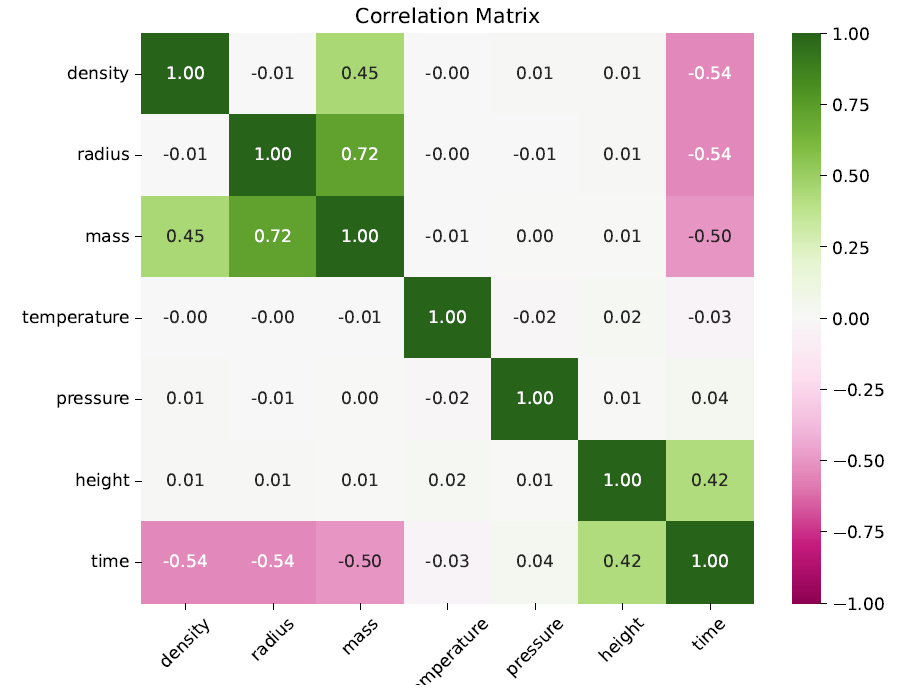 Correlation Matrix
density 1.00 -0.01 0.45 -0.00 0.01 0.01 -0.54
radius -0.01 1.00 0.72 -0.00 -0.01 0.01 -0.54
mass 0.45 0.72 1.00 -0.01 0.00 0.01 -0.50
temperature -0.00 -0.00 -0.01 1.00 -0.02 0.02 -0.03
pressure 0.01 -0.01 0.00 -0.02 1.00 0.01 0.04
height 0.01 0.01 0.01 0.02 0.01 1.00 0.42
time -0.54 -0.54 -0.50 -0.03 0.04 0.42 1.00
density radius mass mperature pressure height time
1.00
0.75
0.50
0.25
0.00
−0.25
−0.50
−0.75
−1.00